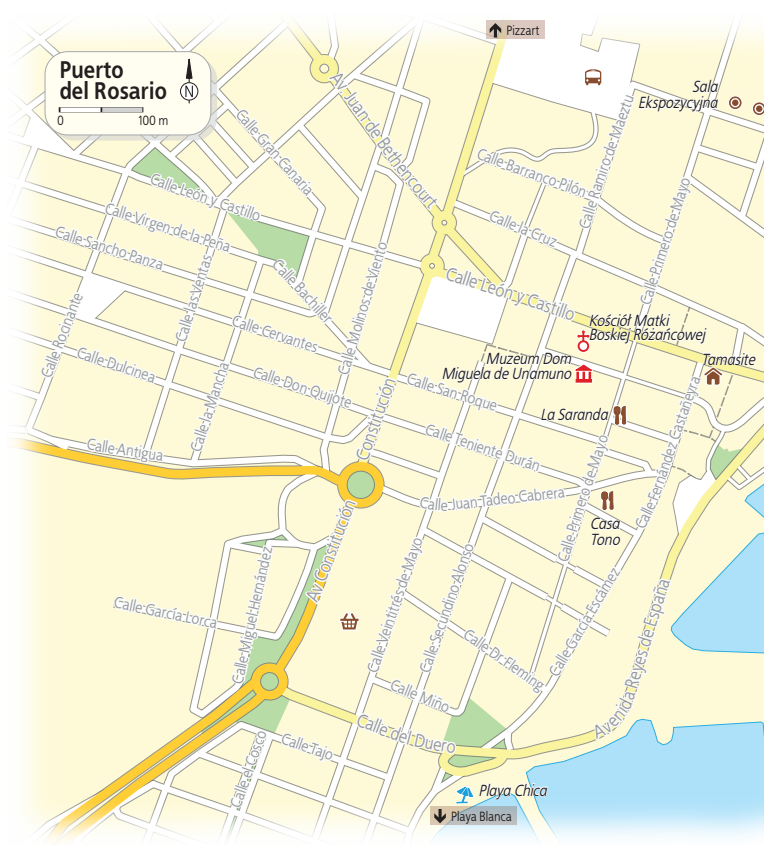 Pizzart
Puerto
del Rosario
N
0 100 m
Sala
Ekspozycyjna
Av. Juan de Bethencourt
Calle Gran Canaria
Calle Ramiro de Maeztu
Calle Barranco Pilón
Calle León y Castillo
Calle Primero de Mayo
Calle Virgen de la Peña
Calle la Cruz
Calle Sancho Panza
Calle las Ventas
Calle Bachiller
Calle Molinos de Viento
Calle León y Castillo
Calle Rocinante
Calle Cervantes
Kościół Matki
Boskiej Różańcowej
Muzeum Dom
Miguela de Unamuno
Tamasite
Calle Dulcinea
Calle la Mancha
Calle Don Quijote
Calle San Roque
La Saranda
Constitución
Calle Teniente Durán
Calle Antigua
Calle Primero de Mayo
Calle Fernández Castañeyra
Calle Juan Tadeo Cabrera
Casa
Tono
Av. Constitución
Calle Miguel Hernández
Calle García Lorca
Calle Veintitrés de Mayo
Calle Secundino Alonso
Calle García Escámez
Calle Dr. Fleming
Avenida Reyes de España
Calle Miño
Calle del Duero
Calle Tajo
Calle el Cosco
Playa Chica
Playa Blanca